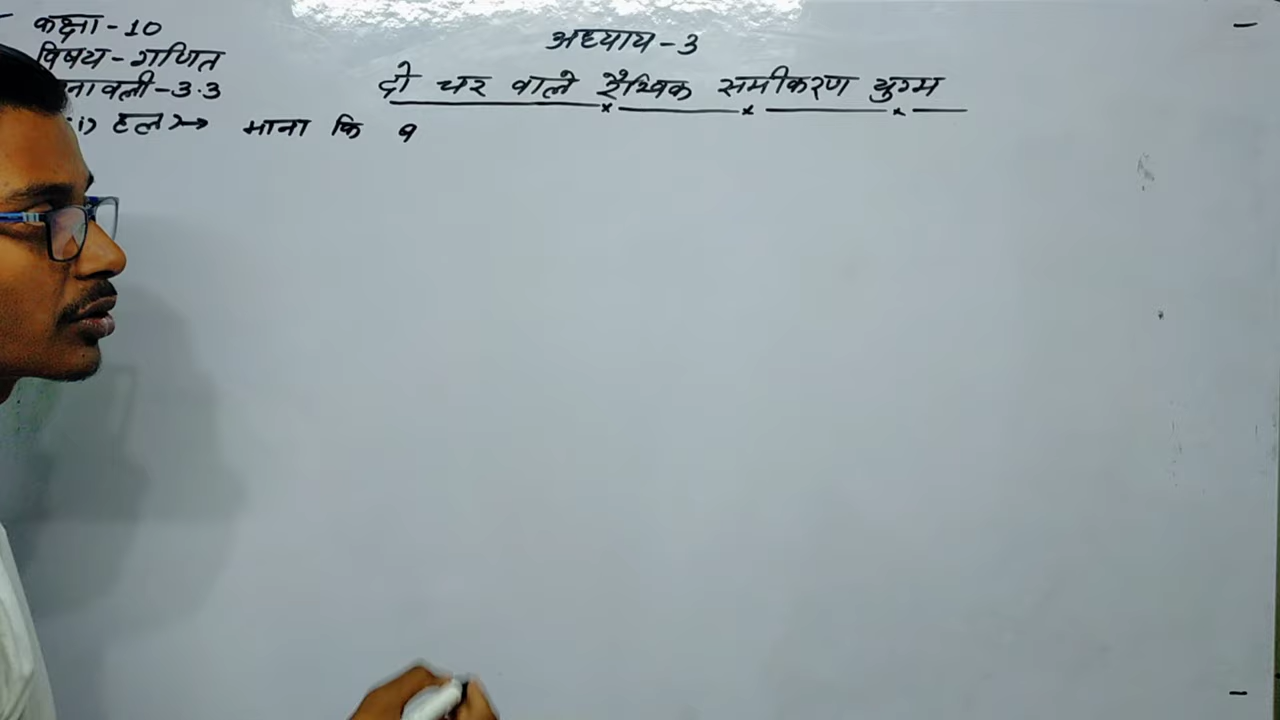 कक्षा-10
अध्याय-3
विषय-गणित
दो चर वाले रैखिक समीकरण युग्म
नावली-3.3
i) हल→ माना कि